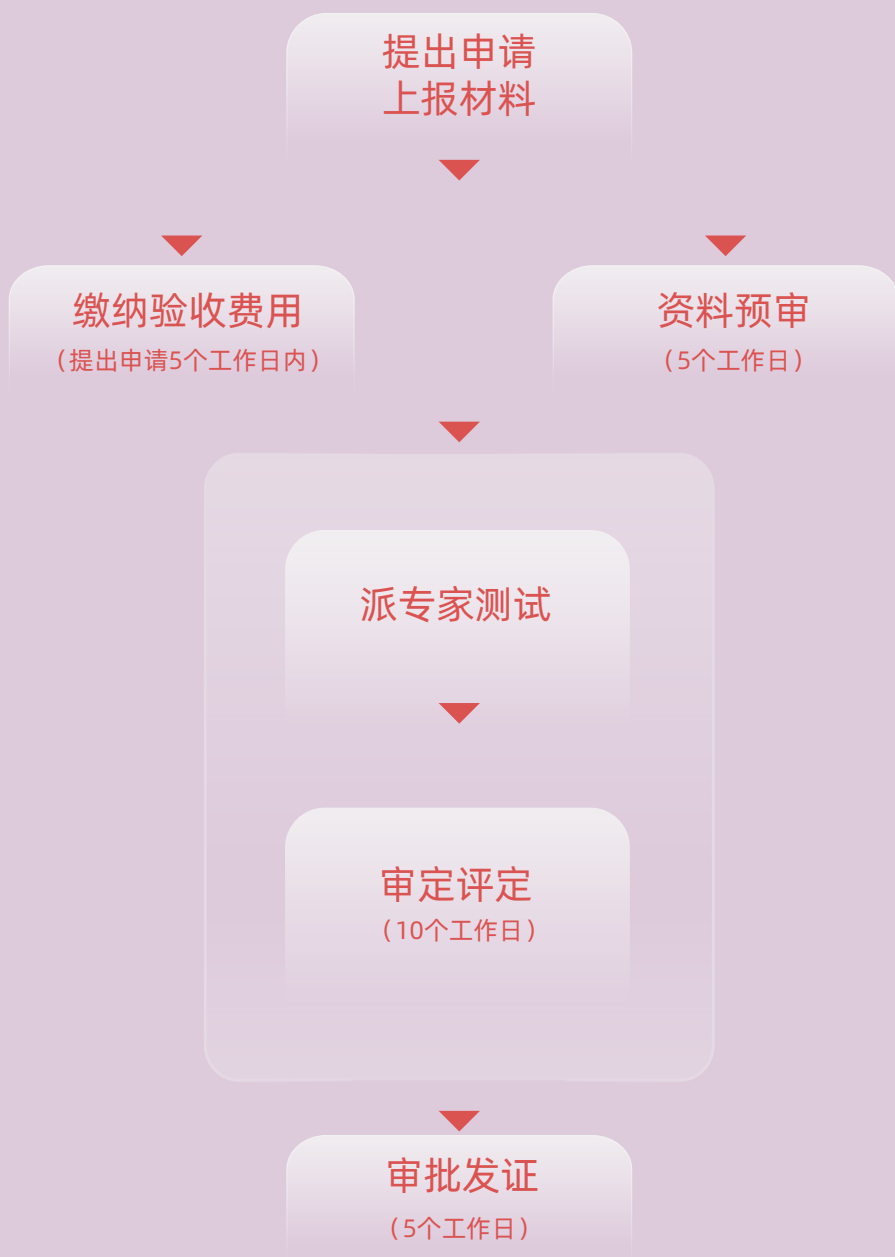 提出申请
上报材料
缴纳验收费用
（提出申请5个工作日内）
资料预审
（5个工作日）
派专家测试
审定评定
（10个工作日）
审批发证
（5个工作日）